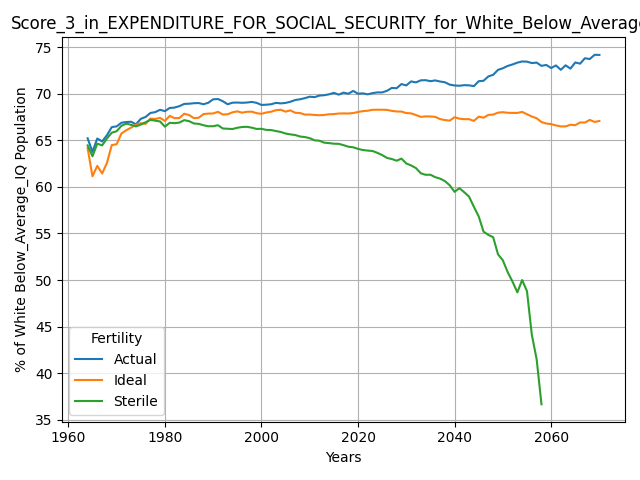 Score_3_in_EXPENDITURE_FOR_SOCIAL_SECURITY_for_White_Below_Average
% of White Below_Average_IQ Population
75
70
65
60
55
50
45
40
35
Fertility
Actual
Ideal
Sterile
1960 1980 2000 2020 2040 2060
Years